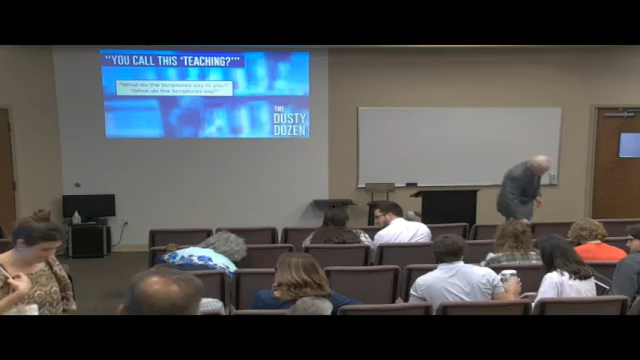 "YOU CALL THIS 'TEACHING?'"
"What do the Scriptures say to you?"
"What do the Scriptures say"
THE
DUSTY
DOZEN